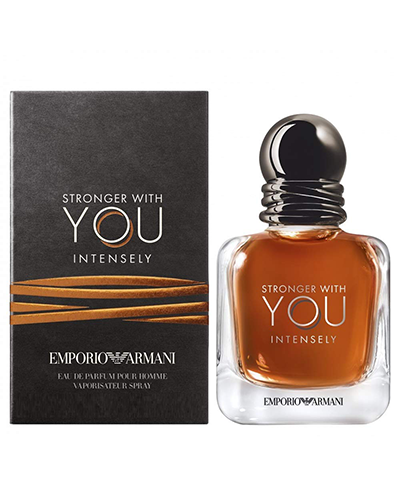 STRONGER WITH
YOU
INTENSELY
EMPORIO ARMANI
EAU DE PARFUM POUR HOMME
VAPORISATEUR SPRAY
STRONGER WITH
YOU
INTENSELY
EMPORIO ARMANI